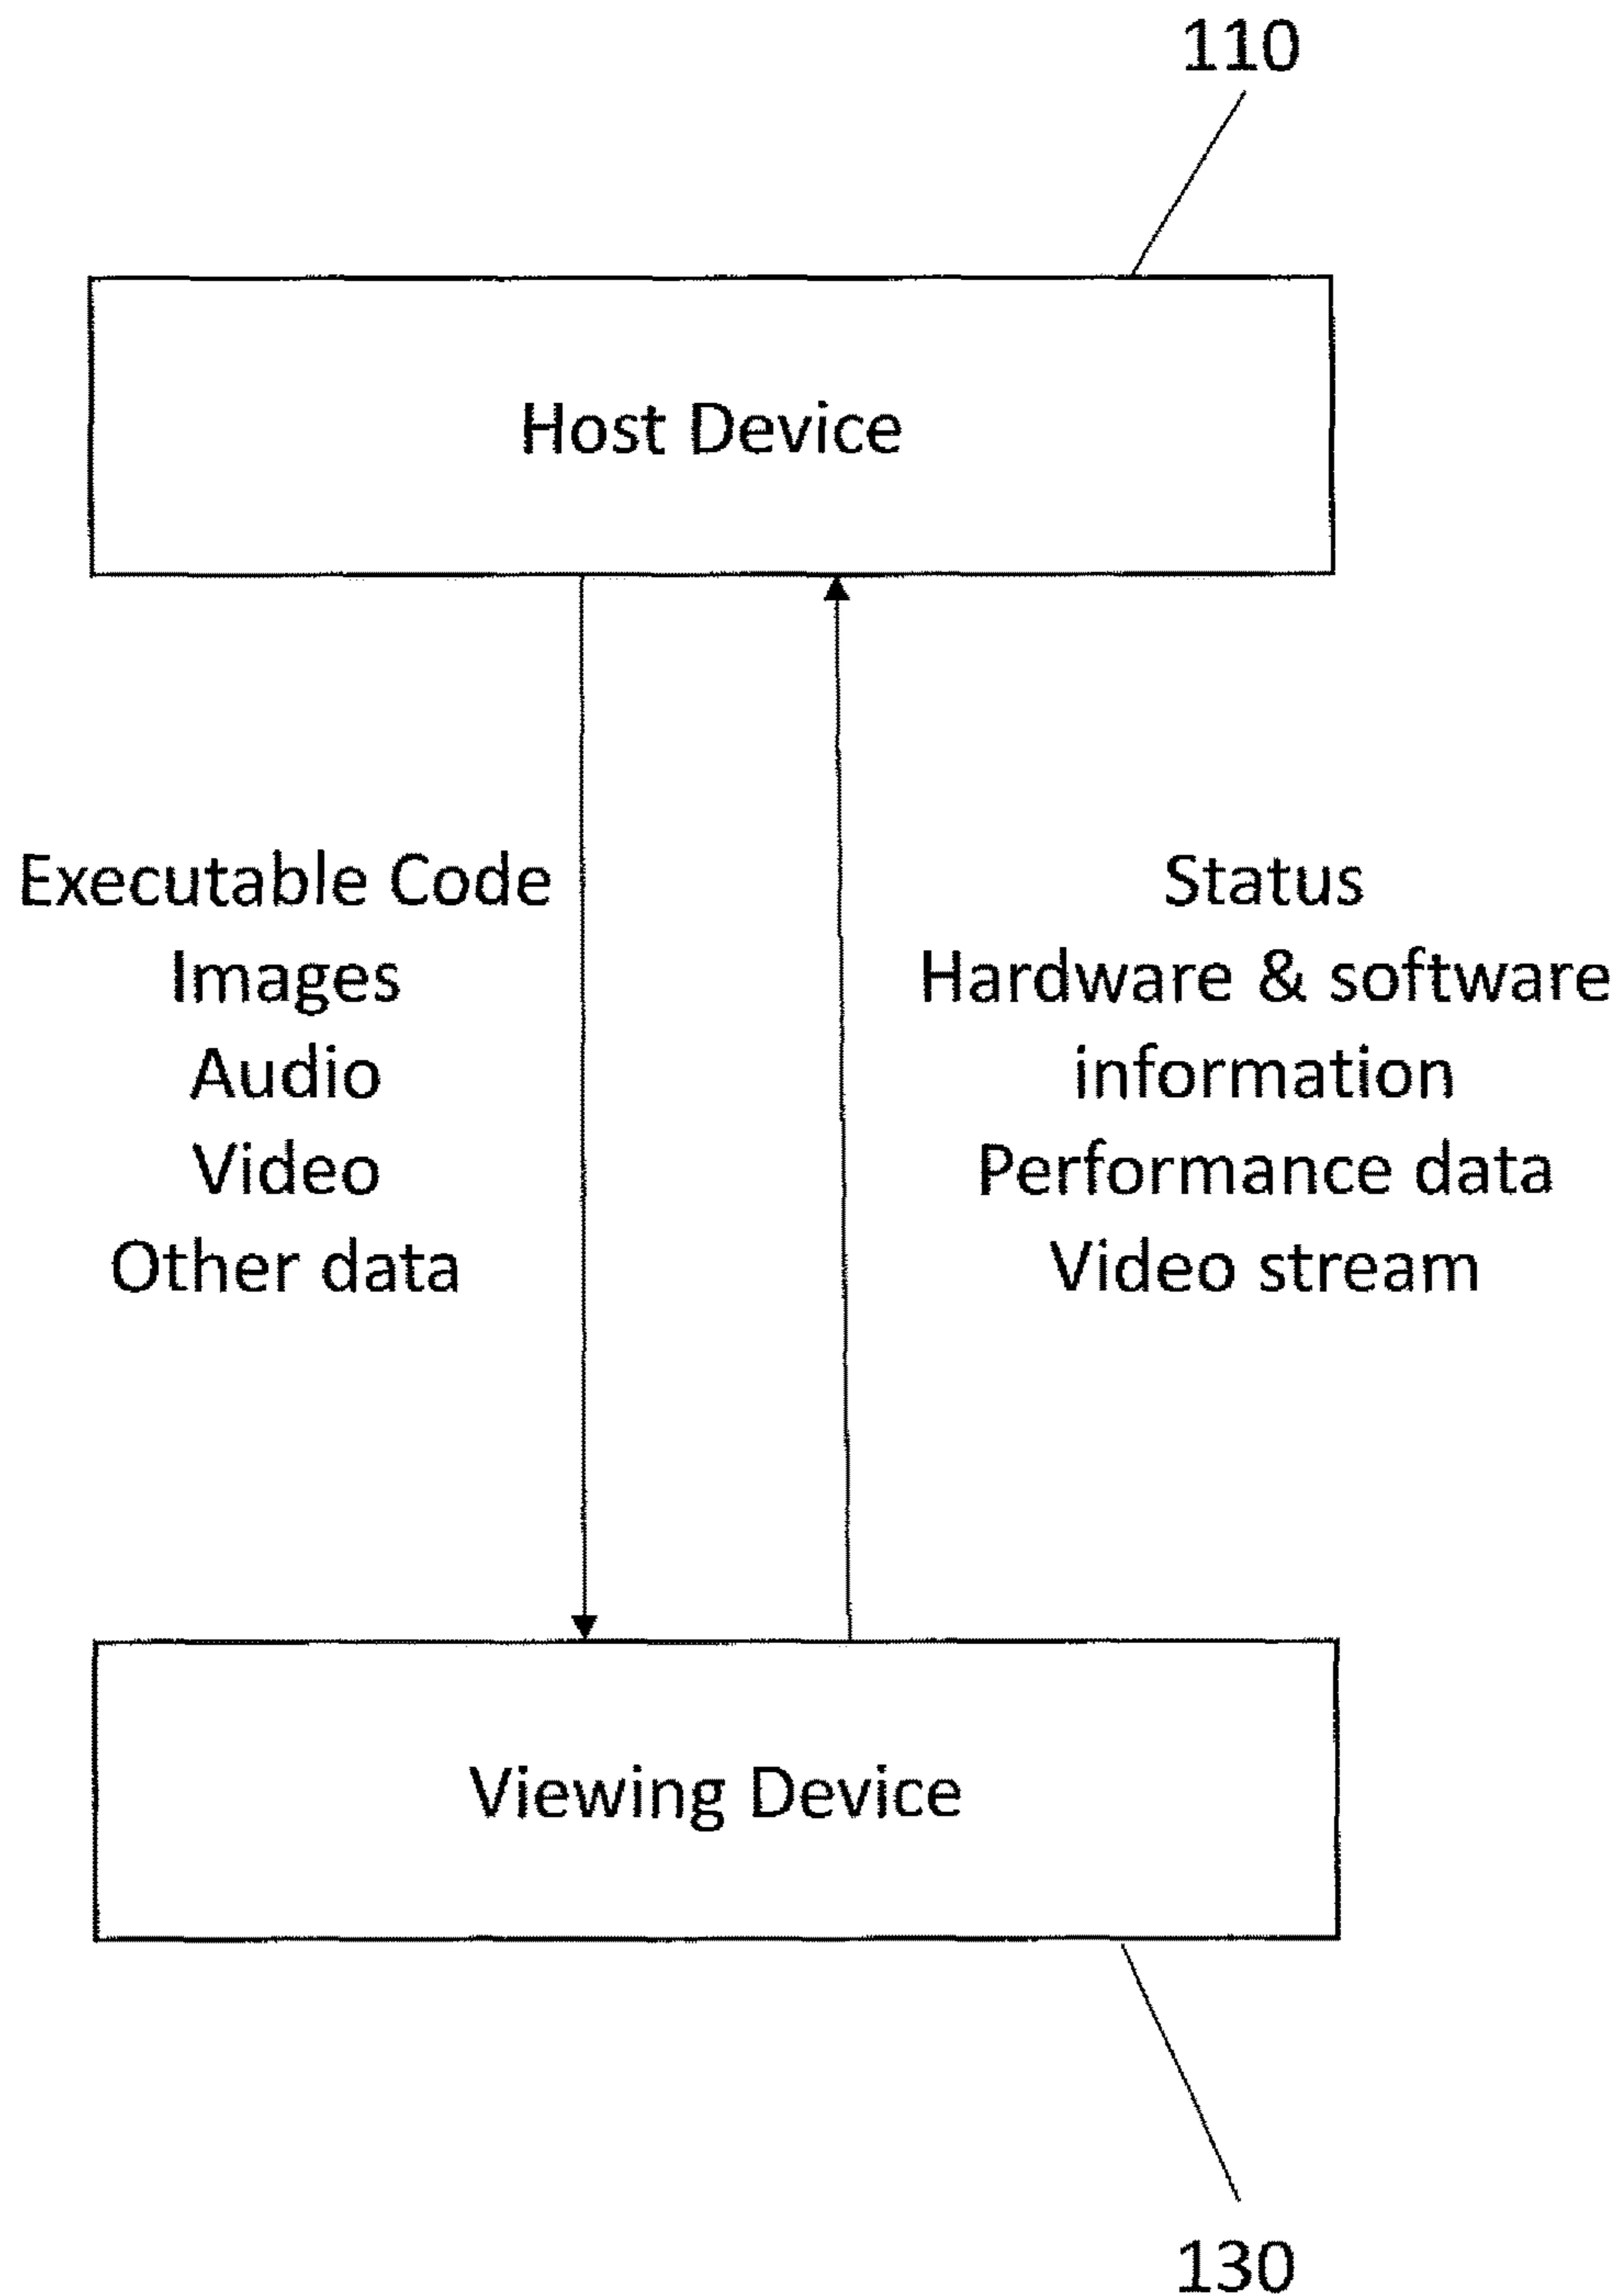 110
Host Device
Executable Code
Images
Audio
Video
Other data
Status
Hardware & software
information
Performance data
Video stream
Viewing Device
130